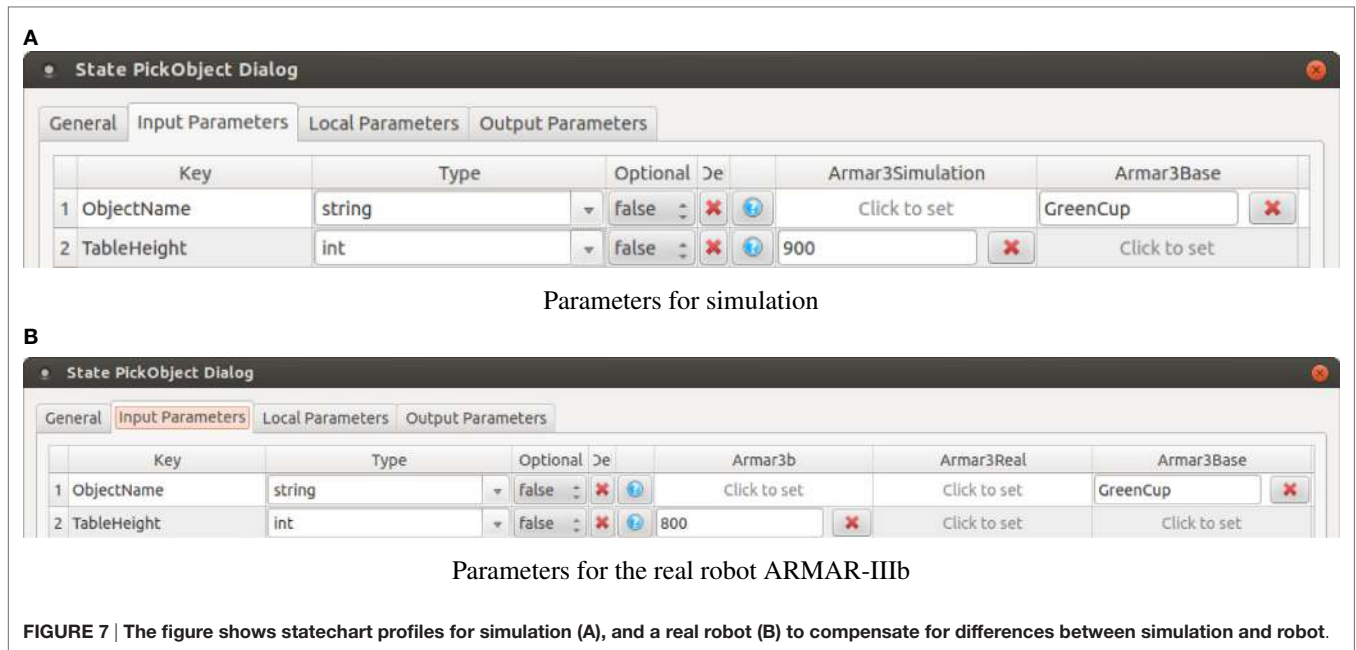 A
State PickObject Dialog
General Input Parameters Local Parameters Output Parameters
Key Type Optional De Armar3Simulation Armar3Base
1 ObjectName string false Click to set GreenCup
2 TableHeight int false 900 Click to set
Parameters for simulation
B
State PickObject Dialog
General Input Parameters Local Parameters Output Parameters
Key Type Optional De Armar3b Armar3Real Armar3Base
1 ObjectName string false Click to set Click to set GreenCup
2 TableHeight int false 800 Click to set Click to set
Parameters for the real robot ARMAR-IIIb
FIGURE 7 | The figure shows statechart profiles for simulation (A), and a real robot (B) to compensate for differences between simulation and robot.